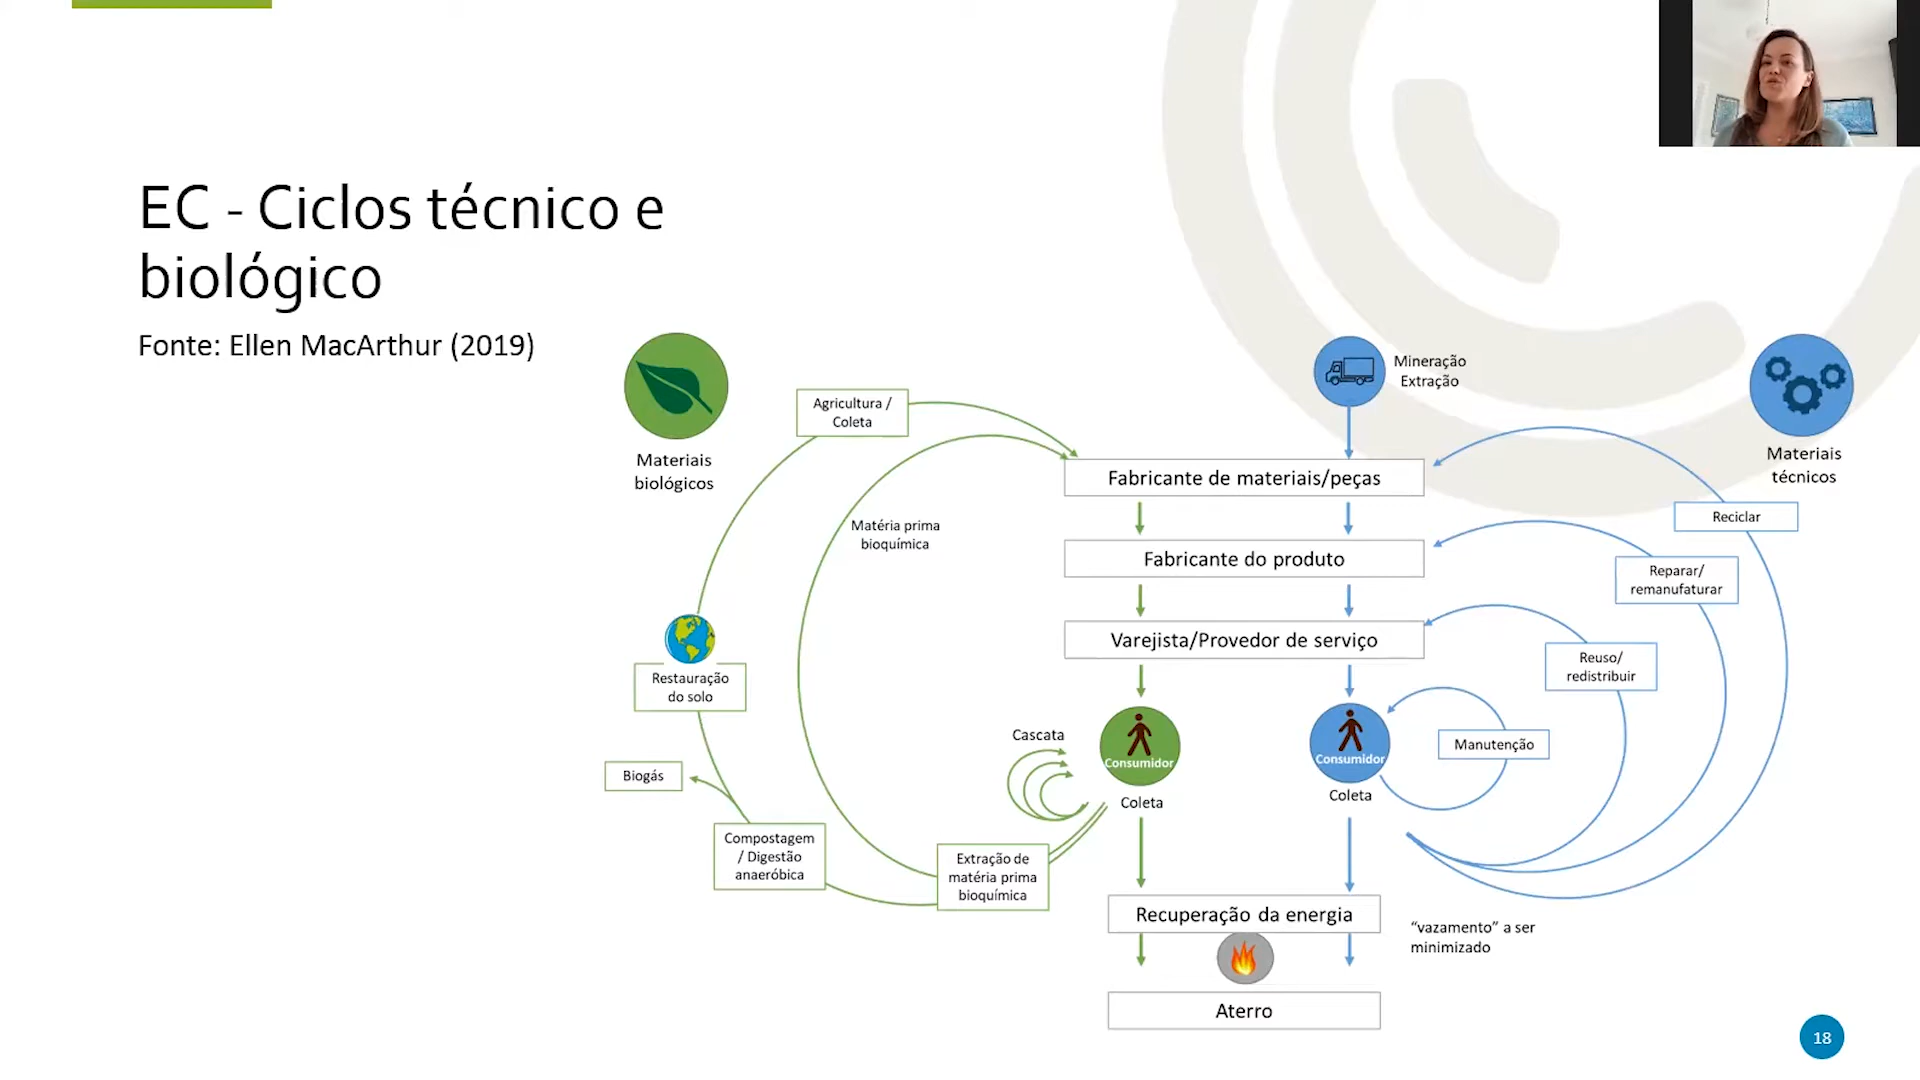 EC - Ciclos técnico e
biológico
Fonte: Ellen MacArthur (2019)
Materiais
biológicos
Agricultura /
Coleta
Mineração
Extração
Materiais
técnicos
Fabricante de materiais/peças
Matéria prima
bioquímica
Reciclar
Fabricante do produto
Reparar/
remanufaturar
Varejista/Provedor de serviço
Reuso/
redistribuir
Restauração
do solo
Cascata
Consumidor
Coleta
Consumidor
Coleta
Manutenção
Biogás
Compostagem
/ Digestão
anaeróbica
Extração de
matéria prima
bioquímica
Recuperação da energia
“vazamento” a ser
minimizado
Aterro
18